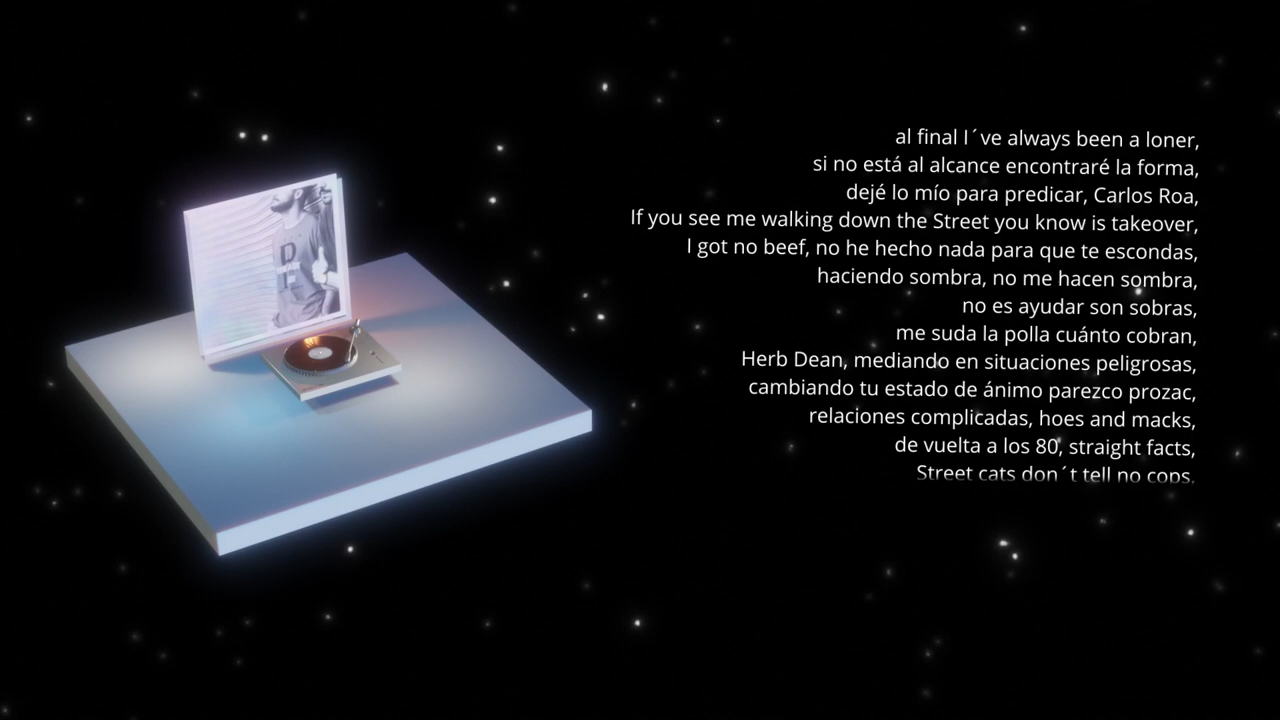 al final I´ve always been a loner,
si no está al alcance encontraré la forma,
dejé lo mío para predicar, Carlos Roa,
If you see me walking down the Street you know is takeover,
I got no beef, no he hecho nada para que te escondas,
haciendo sombra, no me hacen sombra,
no es ayudar son sobras,
me suda la polla cuánto cobran,
Herb Dean, mediando en situaciones peligrosas,
cambiando tu estado de ánimo parezco prozac,
relaciones complicadas, hoes and macks,
de vuelta a los 80, straight facts,
Street cats don´t tell no cops.